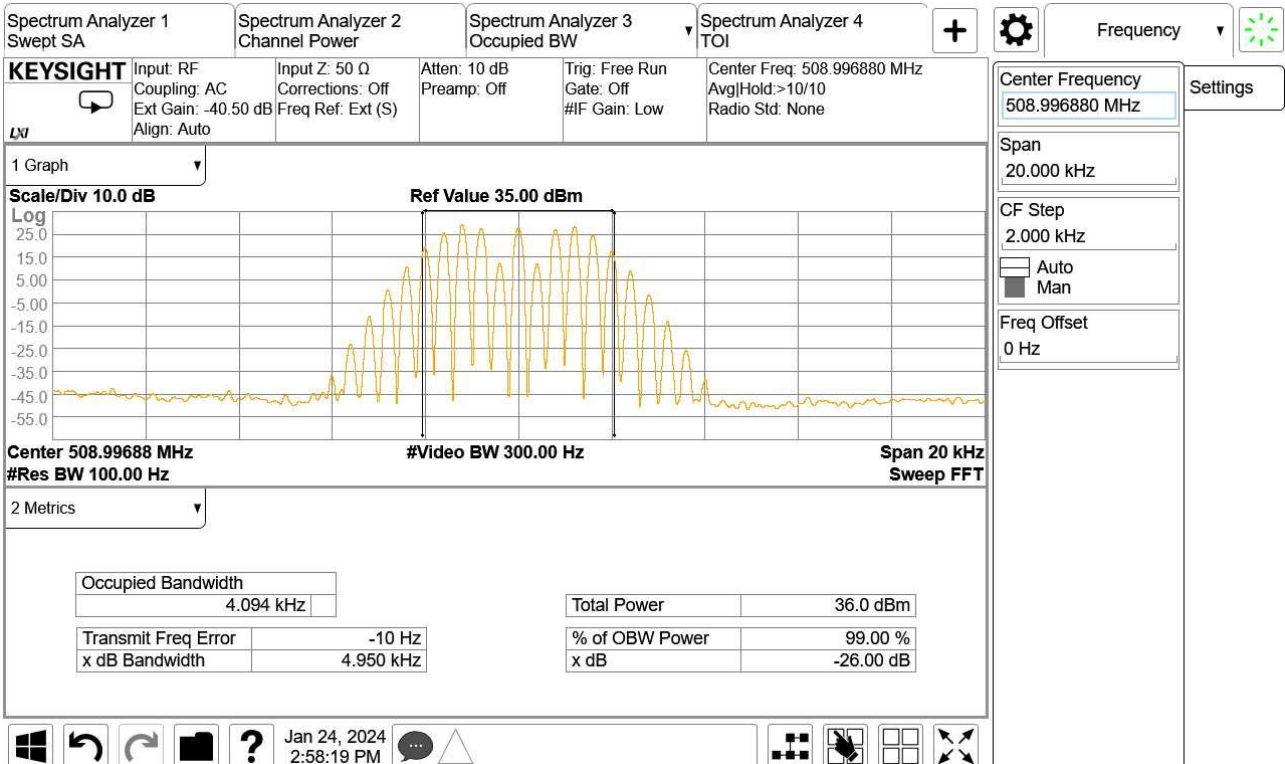 Spectrum Analyzer 1
Swept SA
Spectrum Analyzer 2
Channel Power
Spectrum Analyzer 3
Occupied BW
Spectrum Analyzer 4
TOI
Frequency
KEYSIGHT
LXI
Input: RF
Coupling: AC
Ext Gain: -40.50 dB
Align: Auto
Input Z: 50 Ω
Corrections: Off
Freq Ref: Ext (S)
Atten: 10 dB
Preamp: Off
Trig: Free Run
Gate: Off
#IF Gain: Low
Center Freq: 508.996880 MHz
Avg|Hold:>10/10
Radio Std: None
Center Frequency
508.996880 MHz
Settings
Span
20.000 kHz
CF Step
2.000 kHz
Auto
Man
Freq Offset
0 Hz
1 Graph
Scale/Div 10.0 dB
Ref Value 35.00 dBm
Log
25.0
15.0
5.00
-5.00
-15.0
-25.0
-35.0
-45.0
-55.0
Center 508.99688 MHz
#Video BW 300.00 Hz
Span 20 kHz
#Res BW 100.00 Hz
Sweep FFT
2 Metrics
Occupied Bandwidth
4.094 kHz
Total Power 36.0 dBm
Transmit Freq Error -10 Hz
% of OBW Power 99.00 %
x dB Bandwidth 4.950 kHz
x dB -26.00 dB
?
Jan 24, 2024
2:58:19 PM